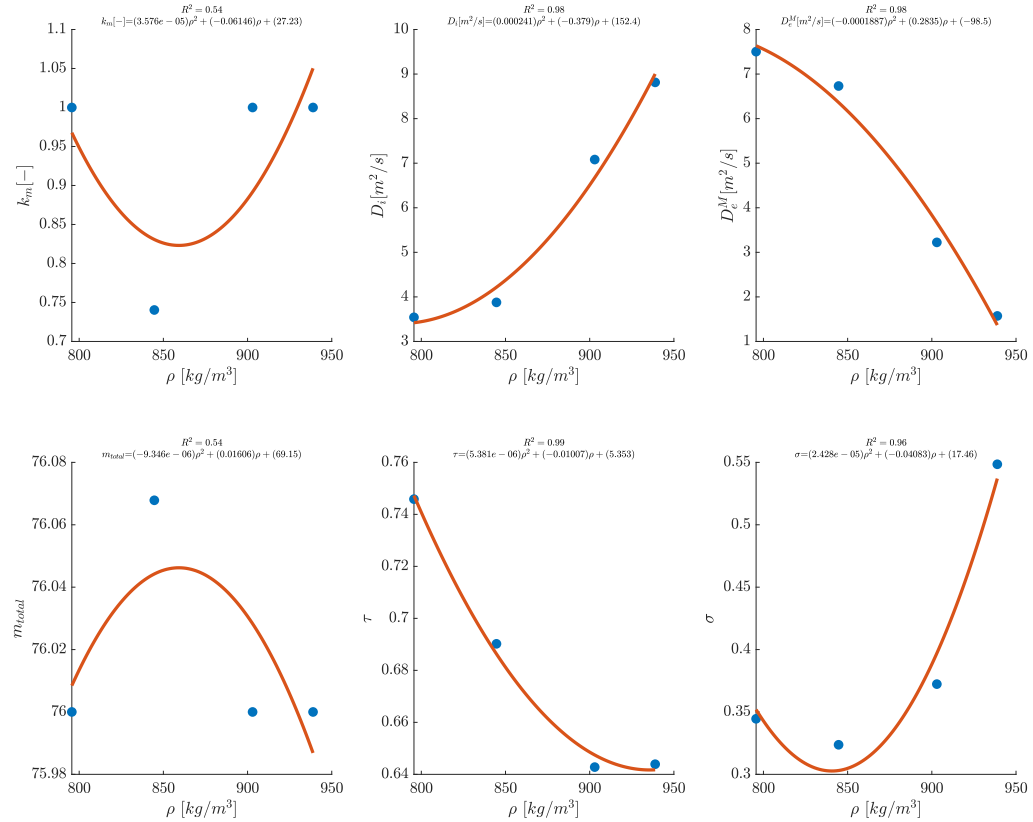 R² = 0.54
k_m[−]=(3.576e − 05)ρ² + (−0.06146)ρ + (27.23)
1.1
1.05
1
0.95
0.9
0.85
0.8
0.75
0.7
k_m[−]
800
850
900
950
ρ [kg/m³]
R² = 0.98
D_i[m²/s]=(0.000241)ρ² + (−0.379)ρ + (152.4)
10
9
8
7
6
5
4
3
D_i[m²/s]
800
850
900
950
ρ [kg/m³]
R² = 0.98
D_e^M[m²/s]=(−0.0001887)ρ² + (0.2835)ρ + (−98.5)
8
7
6
5
4
3
2
1
D_e^M[m²/s]
800
850
900
950
ρ [kg/m³]
R² = 0.54
m_total=(−9.346e − 06)ρ² + (0.01606)ρ + (69.15)
76.08
76.06
76.04
76.02
76
75.98
m_total
800
850
900
950
ρ [kg/m³]
R² = 0.99
τ=(5.381e − 06)ρ² + (−0.01007)ρ + (5.353)
0.76
0.74
0.72
0.7
0.68
0.66
0.64
τ
800
850
900
950
ρ [kg/m³]
R² = 0.96
σ=(2.428e − 05)ρ² + (−0.04083)ρ + (17.46)
0.55
0.5
0.45
0.4
0.35
0.3
σ
800
850
900
950
ρ [kg/m³]